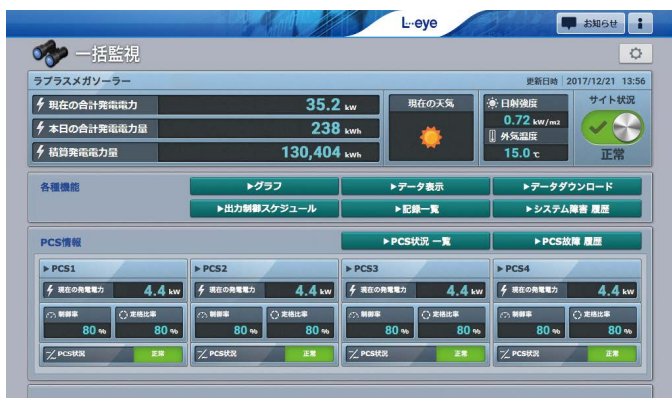 L-eye
お知らせ
i
一括監視
ラプラスメガソーラー 更新日時 2017/12/21 13:56
現在の合計発電電力 35.2 kW
本日の合計発電電力量 238 kWh
積算発電電力量 130,404 kWh
現在の天気
日射強度
0.72 kW/m2
外気温度
15.0 ℃
サイト状況
正常
各種機能
▶グラフ ▶データ表示 ▶データダウンロード
▶出力制御スケジュール ▶記録一覧 ▶システム障害 履歴
PCS情報 ▶PCS状況 一覧 ▶PCS故障 履歴
▶PCS1
現在の発電電力 4.4 kW
制御率 定格比率
80 % 80 %
PCS状況 正常
▶PCS2
現在の発電電力 4.4 kW
制御率 定格比率
80 % 80 %
PCS状況 正常
▶PCS3
現在の発電電力 4.4 kW
制御率 定格比率
80 % 80 %
PCS状況 正常
▶PCS4
現在の発電電力 4.4 kW
制御率 定格比率
80 % 80 %
PCS状況 正常